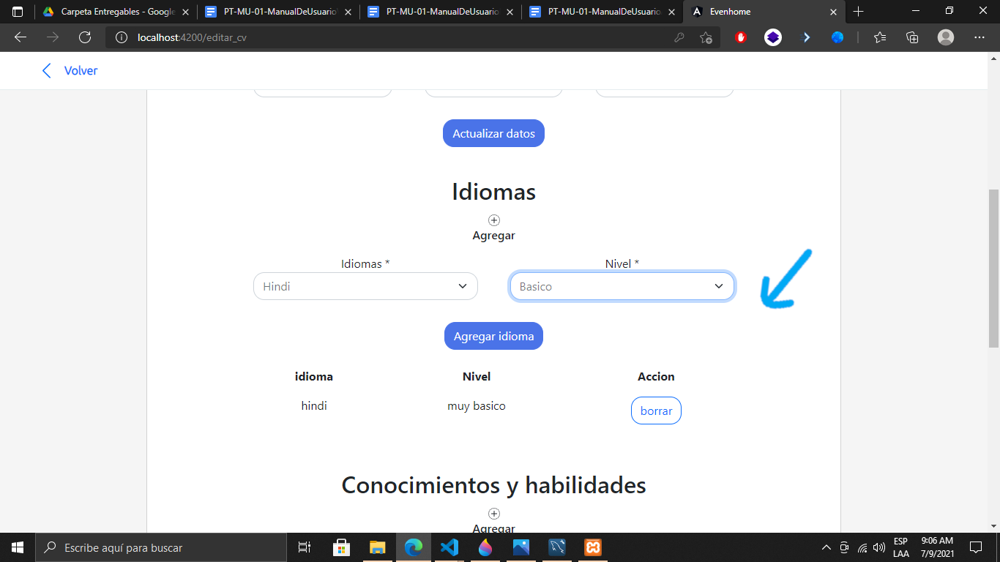 Carpeta Entregables - Google
PT-MU-01-ManualDeUsuario
PT-MU-01-ManualDeUsuario
PT-MU-01-ManualDeUsuario
Evenhome
localhost:4200/editar_cv
Volver
Actualizar datos
Idiomas
Agregar
Idiomas *
Nivel *
Hindi
Basico
Agregar idioma
idioma
Nivel
Accion
hindi
muy basico
borrar
Conocimientos y habilidades
Agregar
Escribe aquí para buscar
ESP
LAA
9:06 AM
7/9/2021